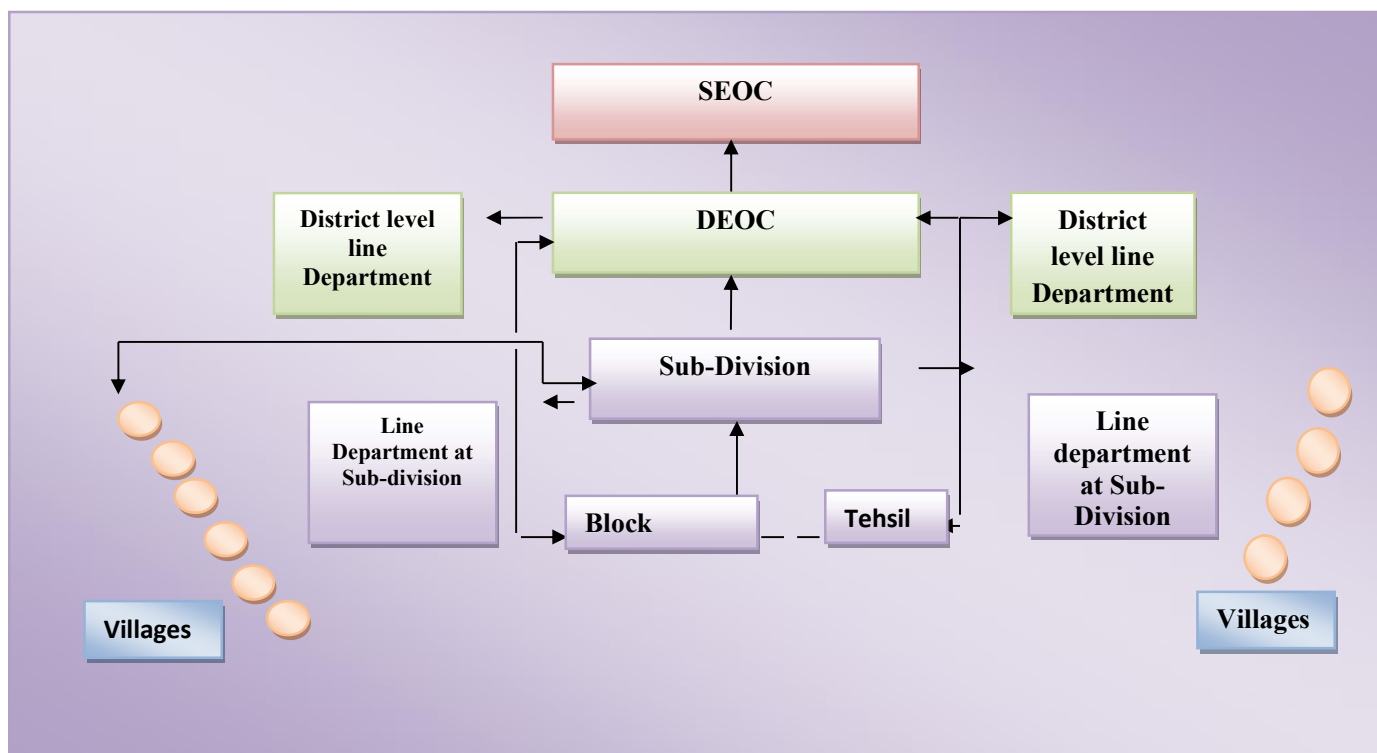 SEOC
District level
line
Department
DEOC
District
level line
Department
Sub-Division
Line
Department at
Sub-division
Line
department
at Sub-
Division
Block
Tehsil
Villages
Villages